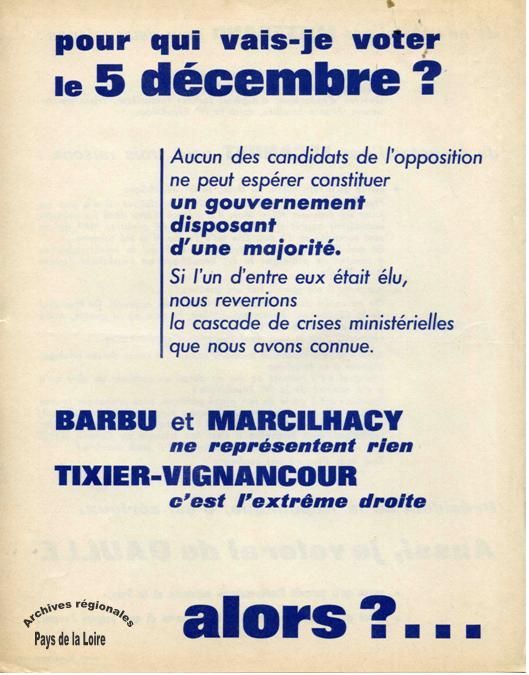 pour qui vais-je voter
le 5 décembre ?
Aucun des candidats de l'opposition
ne peut espérer constituer
un gouvernement
disposant
d'une majorité.
Si l'un d'entre eux était élu,
nous reverrions
la cascade de crises ministérielles
que nous avons connue.
BARBU et MARCILHACY
ne représentent rien
TIXIER-VIGNANCOUR
c'est l'extrême droite
alors ?...
Archives régionales
Pays de la Loire